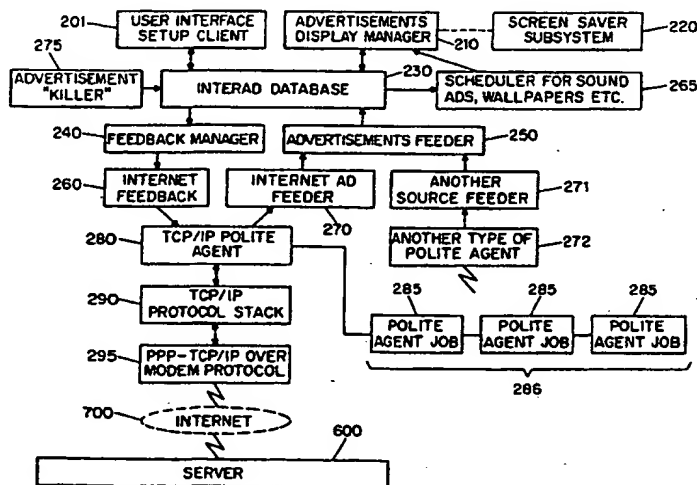 201
USER INTERFACE
SETUP CLIENT
ADVERTISEMENTS
DISPLAY MANAGER
210
SCREEN SAVER
SUBSYSTEM
220
275
ADVERTISEMENT
"KILLER"
230
INTERAD DATABASE
SCHEDULER FOR SOUND
ADS, WALLPAPERS ETC.
265
240
FEEDBACK MANAGER
ADVERTISEMENTS FEEDER
250
260
INTERNET
FEEDBACK
INTERNET AD
FEEDER
270
ANOTHER
SOURCE FEEDER
271
280
TCP/IP POLITE
AGENT
ANOTHER TYPE OF
POLITE AGENT
272
290
TCP/IP
PROTOCOL STACK
285
285
285
POLITE
AGENT JOB
POLITE
AGENT JOB
POLITE
AGENT JOB
286
295
PPP-TCP/IP OVER
MODEM PROTOCOL
700
INTERNET
600
SERVER